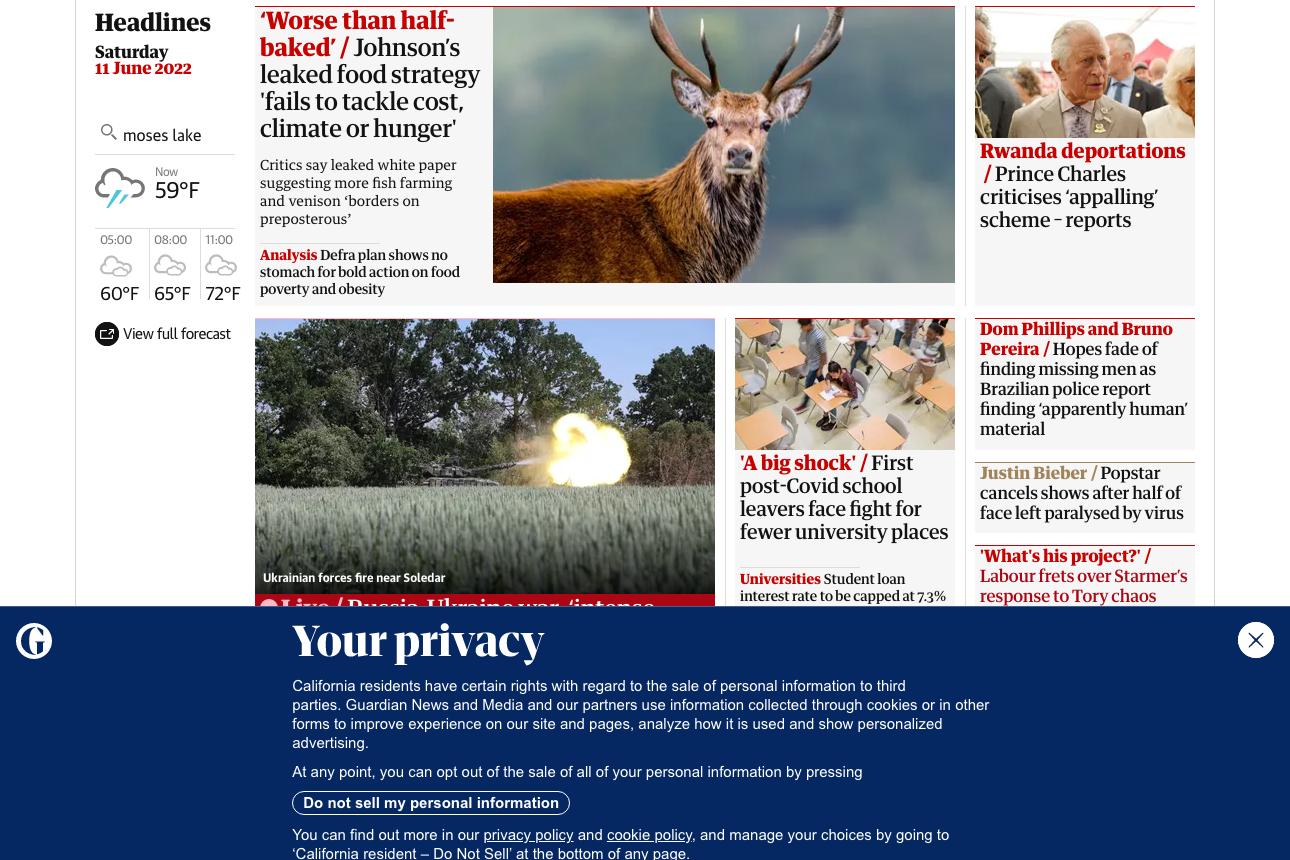 Headlines
Saturday
11 June 2022
moses lake
Now
59°F
05:00
08:00
11:00
60°F
65°F
72°F
View full forecast
‘Worse than half-
baked’ / Johnson’s
leaked food strategy
'fails to tackle cost,
climate or hunger'
Critics say leaked white paper
suggesting more fish farming
and venison ‘borders on
preposterous’
Analysis Defra plan shows no
stomach for bold action on food
poverty and obesity
Rwanda deportations
/ Prince Charles
criticises ‘appalling’
scheme – reports
Ukrainian forces fire near Soledar
Live / Russia-Ukraine war: ‘intense
'A big shock' / First
post-Covid school
leavers face fight for
fewer university places
Universities Student loan
interest rate to be capped at 7.3%
Dom Phillips and Bruno
Pereira / Hopes fade of
finding missing men as
Brazilian police report
finding ‘apparently human’
material
Justin Bieber / Popstar
cancels shows after half of
face left paralysed by virus
'What's his project?' /
Labour frets over Starmer’s
response to Tory chaos
Your privacy
California residents have certain rights with regard to the sale of personal information to third
parties. Guardian News and Media and our partners use information collected through cookies or in other
forms to improve experience on our site and pages, analyze how it is used and show personalized
advertising.
At any point, you can opt out of the sale of all of your personal information by pressing
Do not sell my personal information
You can find out more in our privacy policy and cookie policy, and manage your choices by going to
‘California resident – Do Not Sell’ at the bottom of any page.